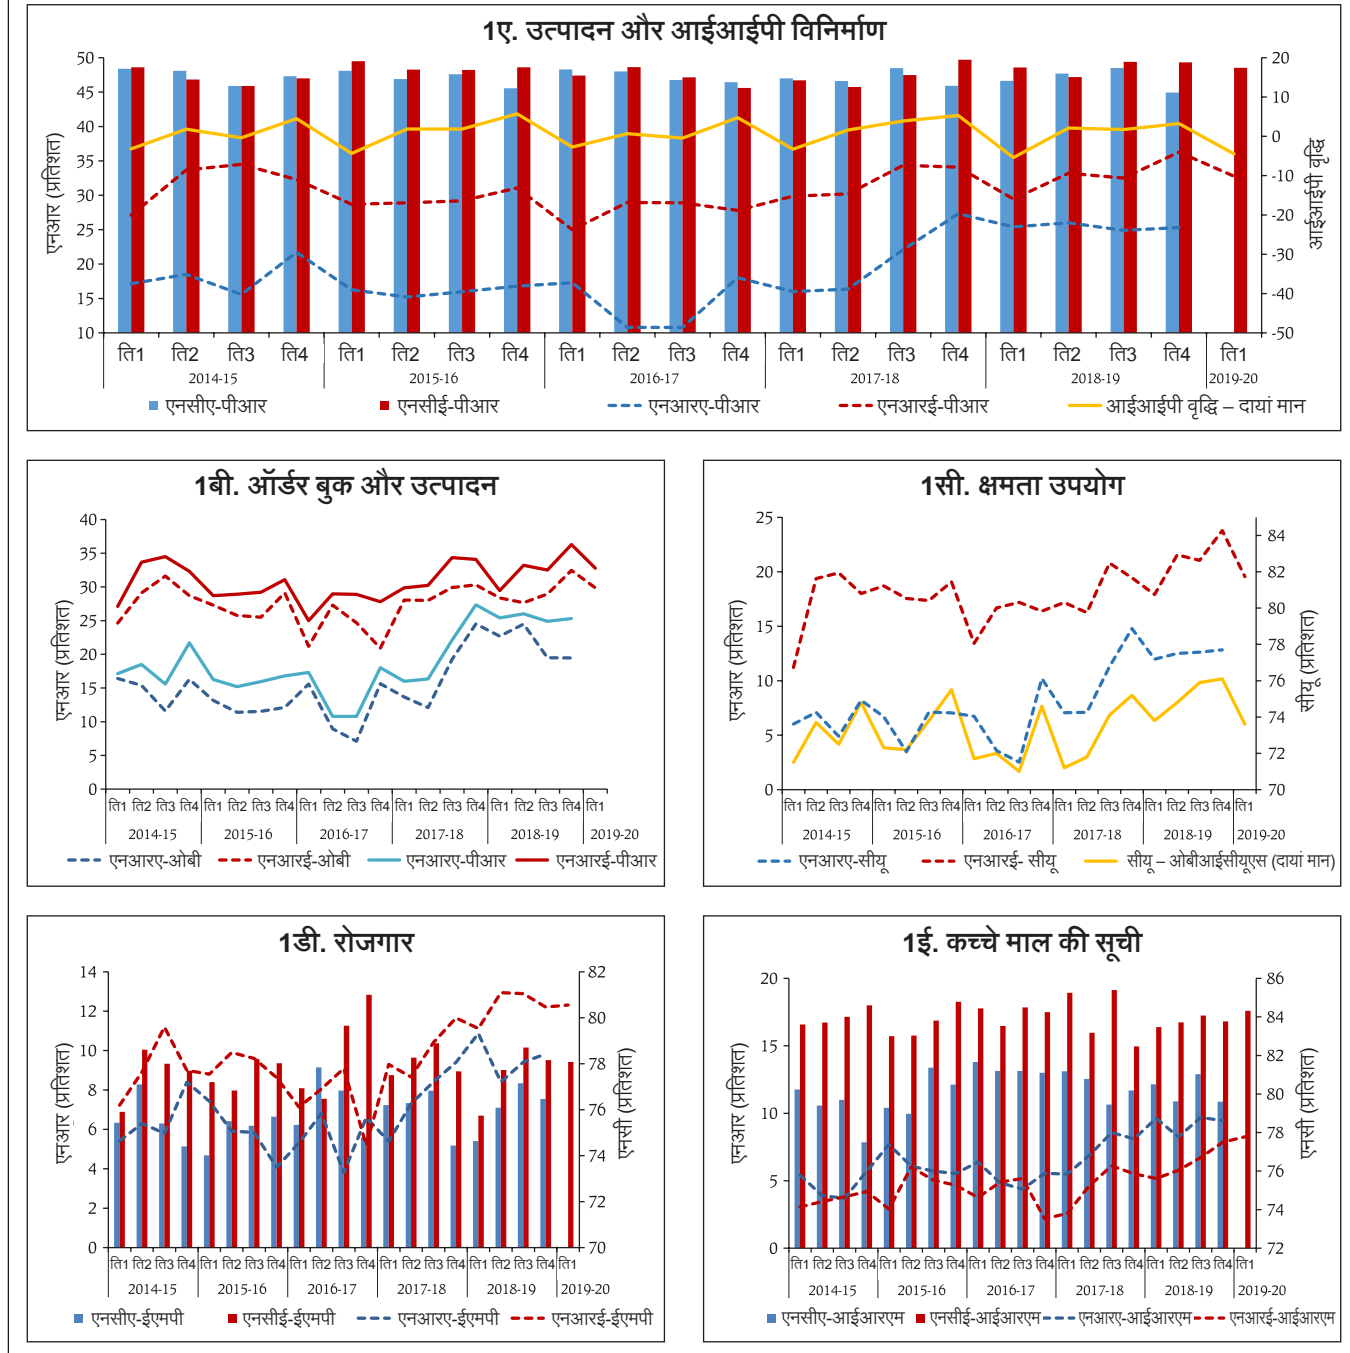 1ए. उत्पादन और आईआईपी विनिर्माण
एनआर (प्रतिशत)
50
45
40
35
30
25
20
15
10
20
10
0
-10
-20
-30
-40
-50
आईआईपी वृद्धि
ति1 ति2 ति3 ति4 ति1 ति2 ति3 ति4 ति1 ति2 ति3 ति4 ति1 ति2 ति3 ति4 ति1 ति2 ति3 ति4 ति1
2014-15 2015-16 2016-17 2017-18 2018-19 2019-20
एनसीए-पीआर एनसीई-पीआर एनआरए-पीआर एनआरई-पीआर आईआईपी वृद्धि – दायां मान
1बी. ऑर्डर बुक और उत्पादन
एनआर (प्रतिशत)
40
35
30
25
20
15
10
5
0
ति1 ति2 ति3 ति4 ति1 ति2 ति3 ति4 ति1 ति2 ति3 ति4 ति1 ति2 ति3 ति4 ति1 ति2 ति3 ति4 ति1
2014-15 2015-16 2016-17 2017-18 2018-19 2019-20
एनआरए-ओबी एनआरई-ओबी एनआरए-पीआर एनआरई-पीआर
1सी. क्षमता उपयोग
एनआर (प्रतिशत)
25
20
15
10
5
0
84
82
80
78
76
74
72
70
सीयू (प्रतिशत)
ति1 ति2 ति3 ति4 ति1 ति2 ति3 ति4 ति1 ति2 ति3 ति4 ति1 ति2 ति3 ति4 ति1 ति2 ति3 ति4 ति1
2014-15 2015-16 2016-17 2017-18 2018-19 2019-20
एनआरए-सीयू एनआरई- सीयू सीयू – ओबीआईसीयूएस (दायां मान)
1डी. रोजगार
एनआर (प्रतिशत)
14
12
10
8
6
4
2
0
82
80
78
76
74
72
70
एनसी (प्रतिशत)
ति1 ति2 ति3 ति4 ति1 ति2 ति3 ति4 ति1 ति2 ति3 ति4 ति1 ति2 ति3 ति4 ति1 ति2 ति3 ति4 ति1
2014-15 2015-16 2016-17 2017-18 2018-19 2019-20
एनसीए-ईएमपी एनसीई-ईएमपी एनआरए-ईएमपी एनआरई-ईएमपी
1ई. कच्चे माल की सूची
एनआर (प्रतिशत)
20
15
10
5
0
86
84
82
80
78
76
74
72
एनसी (प्रतिशत)
ति1 ति2 ति3 ति4 ति1 ति2 ति3 ति4 ति1 ति2 ति3 ति4 ति1 ति2 ति3 ति4 ति1 ति2 ति3 ति4 ति1
2014-15 2015-16 2016-17 2017-18 2018-19 2019-20
एनसीए-आईआरएम एनसीई-आईआरएम एनआरए-आईआरएम एनआरई-आईआरएम